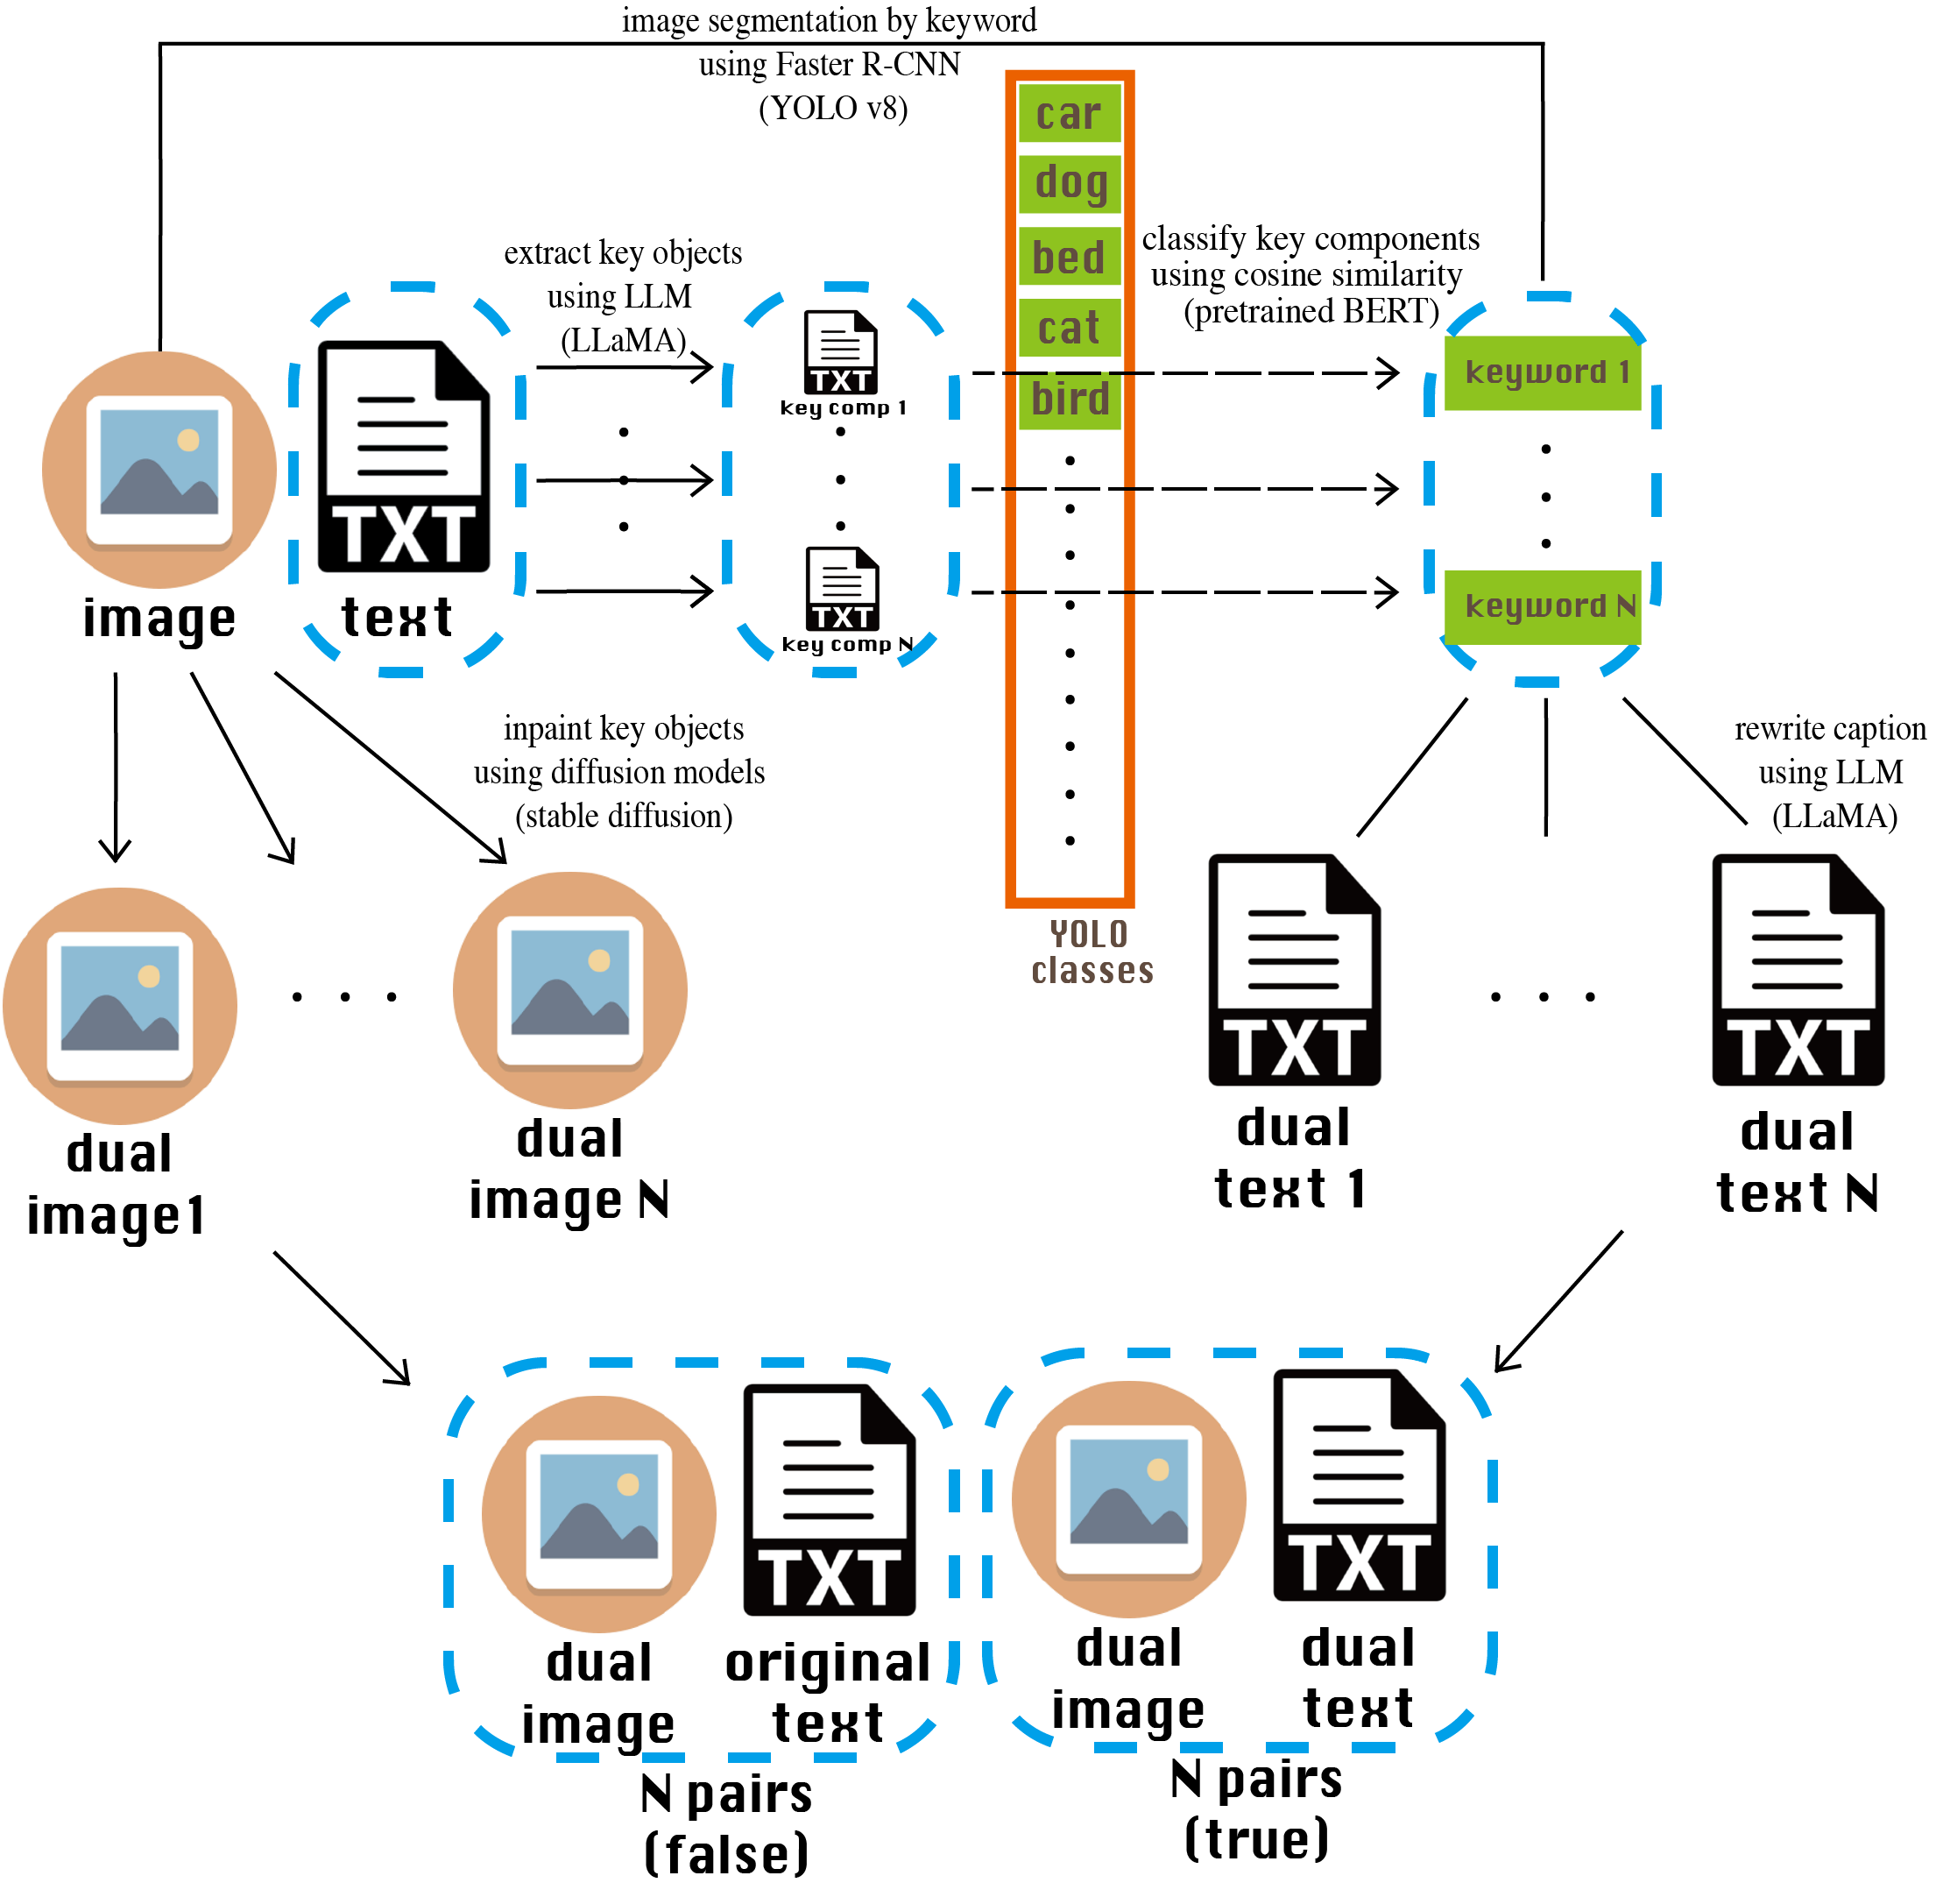 image segmentation by keyword
using Faster R-CNN
(YOLO v8)
car
dog
bed
cat
bird
extract key objects
using LLM
(LLaMA)
classify key components
using cosine similarity
(pretrained BERT)
TXT
key comp 1
keyword 1
TXT
image
text
TXT
key comp N
keyword N
inpaint key objects
using diffusion models
(stable diffusion)
rewrite caption
using LLM
(LLaMA)
YOLO
classes
TXT
TXT
dual
image1
dual
image N
dual
text 1
dual
text N
TXT
TXT
dual
image
original
text
dual
image
dual
text
N pairs
(false)
N pairs
(true)